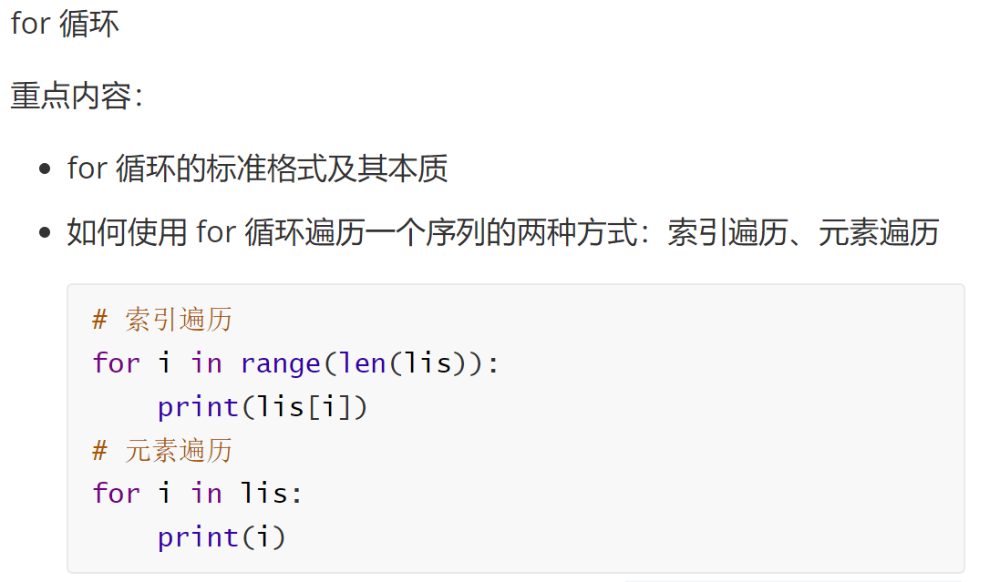 for 循环
重点内容：
for 循环的标准格式及其本质
如何使用 for 循环遍历一个序列的两种方式：索引遍历、元素遍历
# 索引遍历
for i in range(len(lis)):
    print(lis[i])
# 元素遍历
for i in lis:
    print(i)